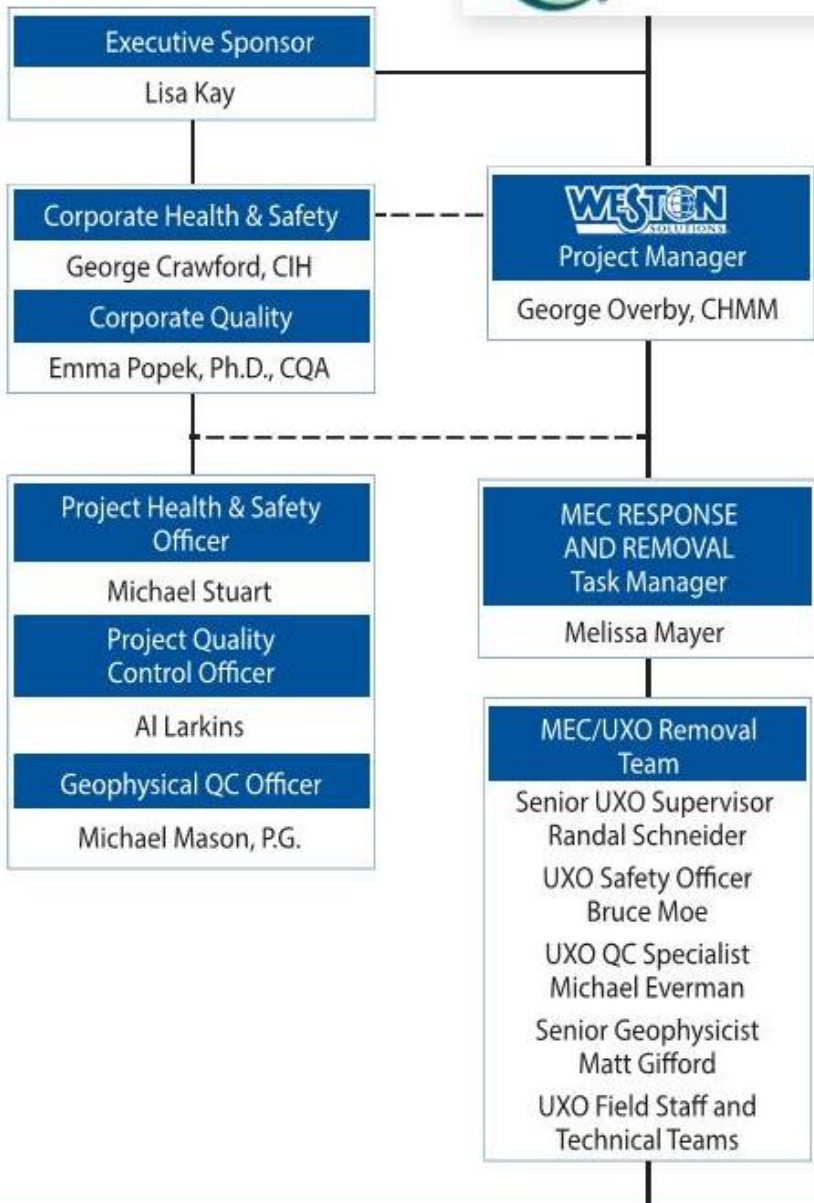 Executive Sponsor
Lisa Kay
Corporate Health & Safety
George Crawford, CIH
Corporate Quality
Emma Popek, Ph.D., CQA
WESTON
SOLUTIONS
Project Manager
George Overby, CHMM
Project Health & Safety
Officer
Michael Stuart
Project Quality
Control Officer
Al Larkins
Geophysical QC Officer
Michael Mason, P.G.
MEC RESPONSE
AND REMOVAL
Task Manager
Melissa Mayer
MEC/UXO Removal
Team
Senior UXO Supervisor
Randal Schneider
UXO Safety Officer
Bruce Moe
UXO QC Specialist
Michael Everman
Senior Geophysicist
Matt Gifford
UXO Field Staff and
Technical Teams